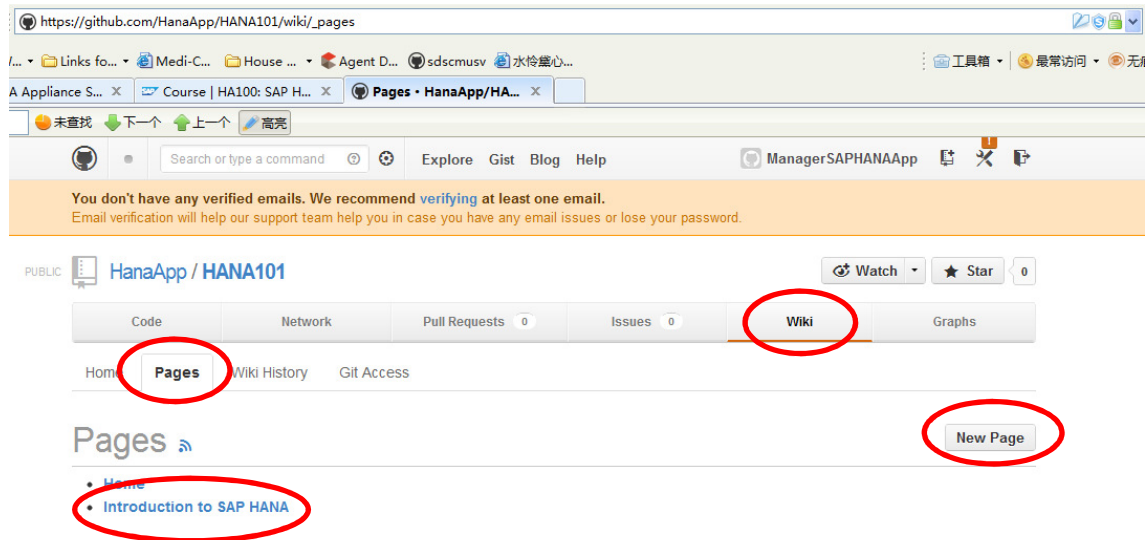 https://github.com/HanaApp/HANA101/wiki/_pages
/... Links fo... Medi-C... House ... Agent D... sdscmusv 水怜童心... 工具箱 最常访问
A Appliance S... X Course | HA100: SAP H... X Pages • HanaApp/HA... X
未查找 下一个 上一个 高亮
Search or type a command Explore Gist Blog Help ManagerSAPHANAApp
You don't have any verified emails. We recommend verifying at least one email.
Email verification will help our support team help you in case you have any email issues or lose your password.
PUBLIC HanaApp / HANA101 Watch Star 0
Code Network Pull Requests 0 Issues 0 Wiki Graphs
Home Pages Wiki History Git Access
Pages New Page
• Home
• Introduction to SAP HANA